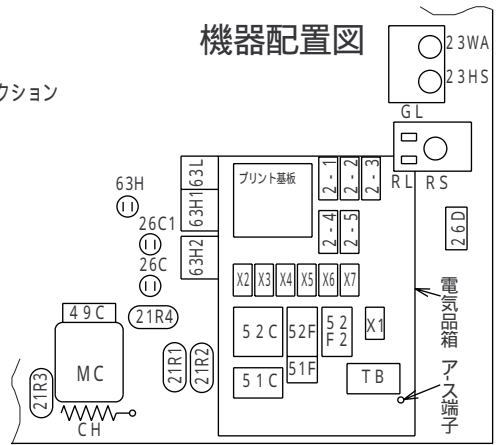 機器配置図
クション
23WA
23HS
GL
RL RS
63H
26C1
26C
63L
63H1
63H2
プリント基板
2-1
2-2
2-3
2-4
2-5
26D
X2 X3 X4 X5 X6 X7
49C
21R4
52C
52F
52F2
X1
電気品箱
MC
21R1
21R2
51C
51F
TB
アース端子
21R3
CH